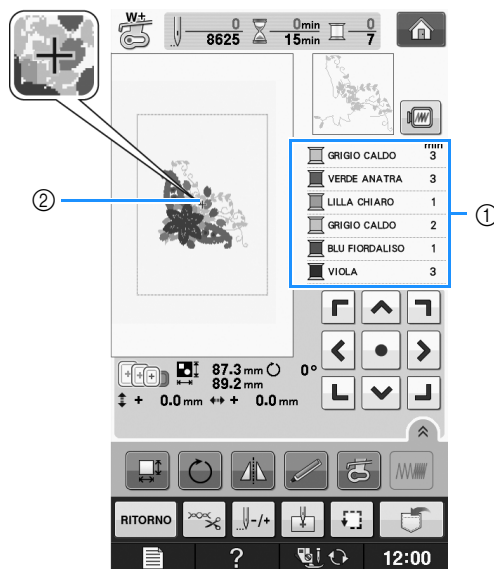 W+
0 0min 0
8625 15min 7
min
GRIGIO CALDO 3
VERDE ANATRA 3
LILLA CHIARO 1
GRIGIO CALDO 2
BLU FIORDALISO 1
VIOLA 3
①
②
87.3 mm 0°
89.2 mm
+ 0.0 mm + 0.0 mm
RITORNO -/+
? 12:00